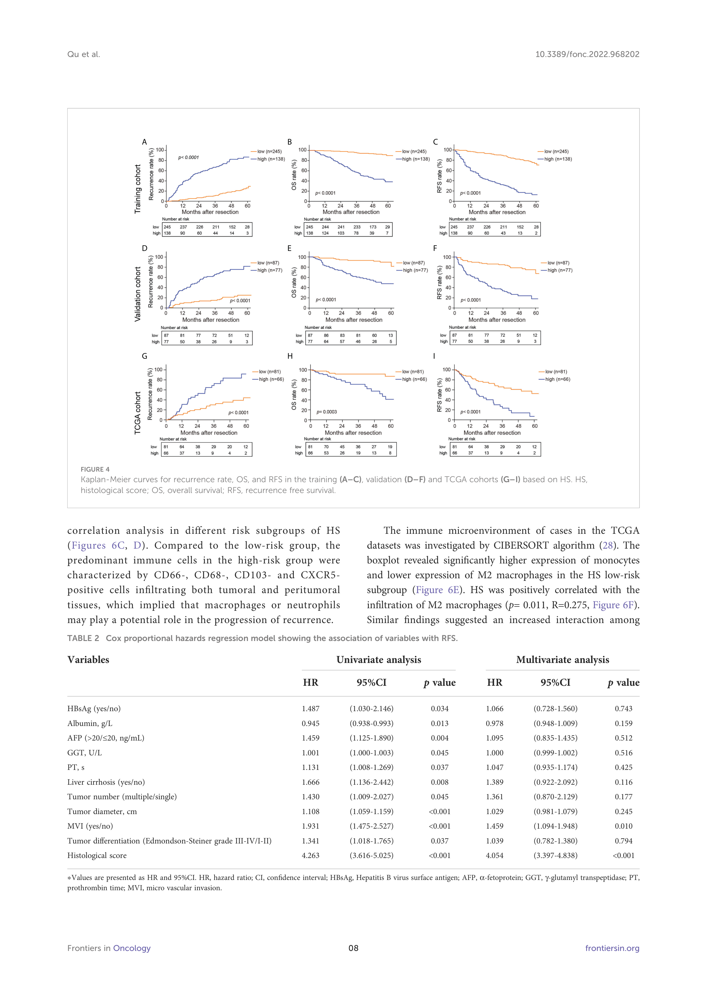 Qu et al.
10.3389/fonc.2022.968202
Training cohort
A
Recurrence rate (%)
100
80
60
40
20
0
p< 0.0001
low (n=245)
high (n=138)
0 12 24 36 48 60
Months after resection
Number at risk
low 245 237 226 211 152 28
high 138 90 60 44 14 3
B
OS rate (%)
100
80
60
40
20
0
p< 0.0001
low (n=245)
high (n=138)
0 12 24 36 48 60
Months after resection
Number at risk
low 245 244 241 233 173 29
high 138 124 103 78 39 7
C
RFS rate (%)
100
80
60
40
20
0
p< 0.0001
low (n=245)
high (n=138)
0 12 24 36 48 60
Months after resection
Number at risk
low 245 237 226 211 152 28
high 138 90 60 43 13 2
Validation cohort
D
Recurrence rate (%)
100
80
60
40
20
0
p< 0.0001
low (n=87)
high (n=77)
0 12 24 36 48 60
Months after resection
Number at risk
low 87 81 77 72 51 12
high 77 50 38 26 9 3
E
OS rate (%)
100
80
60
40
20
0
p< 0.0001
low (n=87)
high (n=77)
0 12 24 36 48 60
Months after resection
Number at risk
low 87 86 83 81 60 13
high 77 64 57 46 26 5
F
RFS rate (%)
100
80
60
40
20
0
p< 0.0001
low (n=87)
high (n=77)
0 12 24 36 48 60
Months after resection
Number at risk
low 87 81 77 72 51 12
high 77 50 38 26 9 3
TCGA cohort
G
Recurrence rate (%)
100
80
60
40
20
0
p< 0.0001
low (n=81)
high (n=66)
0 12 24 36 48 60
Months after resection
Number at risk
low 81 64 38 29 20 12
high 66 37 13 9 4 2
H
OS rate (%)
100
80
60
40
20
0
p= 0.0003
low (n=81)
high (n=66)
0 12 24 36 48 60
Months after resection
Number at risk
low 81 70 45 36 27 19
high 66 53 26 19 13 8
I
RFS rate (%)
100
80
60
40
20
0
p< 0.0001
low (n=81)
high (n=66)
0 12 24 36 48 60
Months after resection
Number at risk
low 81 64 38 29 20 12
high 66 37 13 9 4 2
FIGURE 4
Kaplan-Meier curves for recurrence rate, OS, and RFS in the training (A–C), validation (D–F) and TCGA cohorts (G–I) based on HS. HS,
histological score; OS, overall survival; RFS, recurrence free survival.
correlation analysis in different risk subgroups of HS
(Figures 6C, D). Compared to the low-risk group, the
predominant immune cells in the high-risk group were
characterized by CD66-, CD68-, CD103- and CXCR5-
positive cells infiltrating both tumoral and peritumoral
tissues, which implied that macrophages or neutrophils
may play a potential role in the progression of recurrence.
The immune microenvironment of cases in the TCGA
datasets was investigated by CIBERSORT algorithm (28). The
boxplot revealed significantly higher expression of monocytes
and lower expression of M2 macrophages in the HS low-risk
subgroup (Figure 6E). HS was positively correlated with the
infiltration of M2 macrophages (p= 0.011, R=0.275, Figure 6F).
Similar findings suggested an increased interaction among
TABLE 2 Cox proportional hazards regression model showing the association of variables with RFS.
Variables Univariate analysis Multivariate analysis
HR 95%CI p value HR 95%CI p value
HBsAg (yes/no) 1.487 (1.030-2.146) 0.034 1.066 (0.728-1.560) 0.743
Albumin, g/L 0.945 (0.938-0.993) 0.013 0.978 (0.948-1.009) 0.159
AFP (>20/≤20, ng/mL) 1.459 (1.125-1.890) 0.004 1.095 (0.835-1.435) 0.512
GGT, U/L 1.001 (1.000-1.003) 0.045 1.000 (0.999-1.002) 0.516
PT, s 1.131 (1.008-1.269) 0.037 1.047 (0.935-1.174) 0.425
Liver cirrhosis (yes/no) 1.666 (1.136-2.442) 0.008 1.389 (0.922-2.092) 0.116
Tumor number (multiple/single) 1.430 (1.009-2.027) 0.045 1.361 (0.870-2.129) 0.177
Tumor diameter, cm 1.108 (1.059-1.159) <0.001 1.029 (0.981-1.079) 0.245
MVI (yes/no) 1.931 (1.475-2.527) <0.001 1.459 (1.094-1.948) 0.010
Tumor differentiation (Edmondson-Steiner grade III-IV/I-II) 1.341 (1.018-1.765) 0.037 1.039 (0.782-1.380) 0.794
Histological score 4.263 (3.616-5.025) <0.001 4.054 (3.397-4.838) <0.001
*Values are presented as HR and 95%CI. HR, hazard ratio; CI, confidence interval; HBsAg, Hepatitis B virus surface antigen; AFP, α-fetoprotein; GGT, γ-glutamyl transpeptidase; PT,
prothrombin time; MVI, micro vascular invasion.
Frontiers in Oncology
08
frontiersin.org